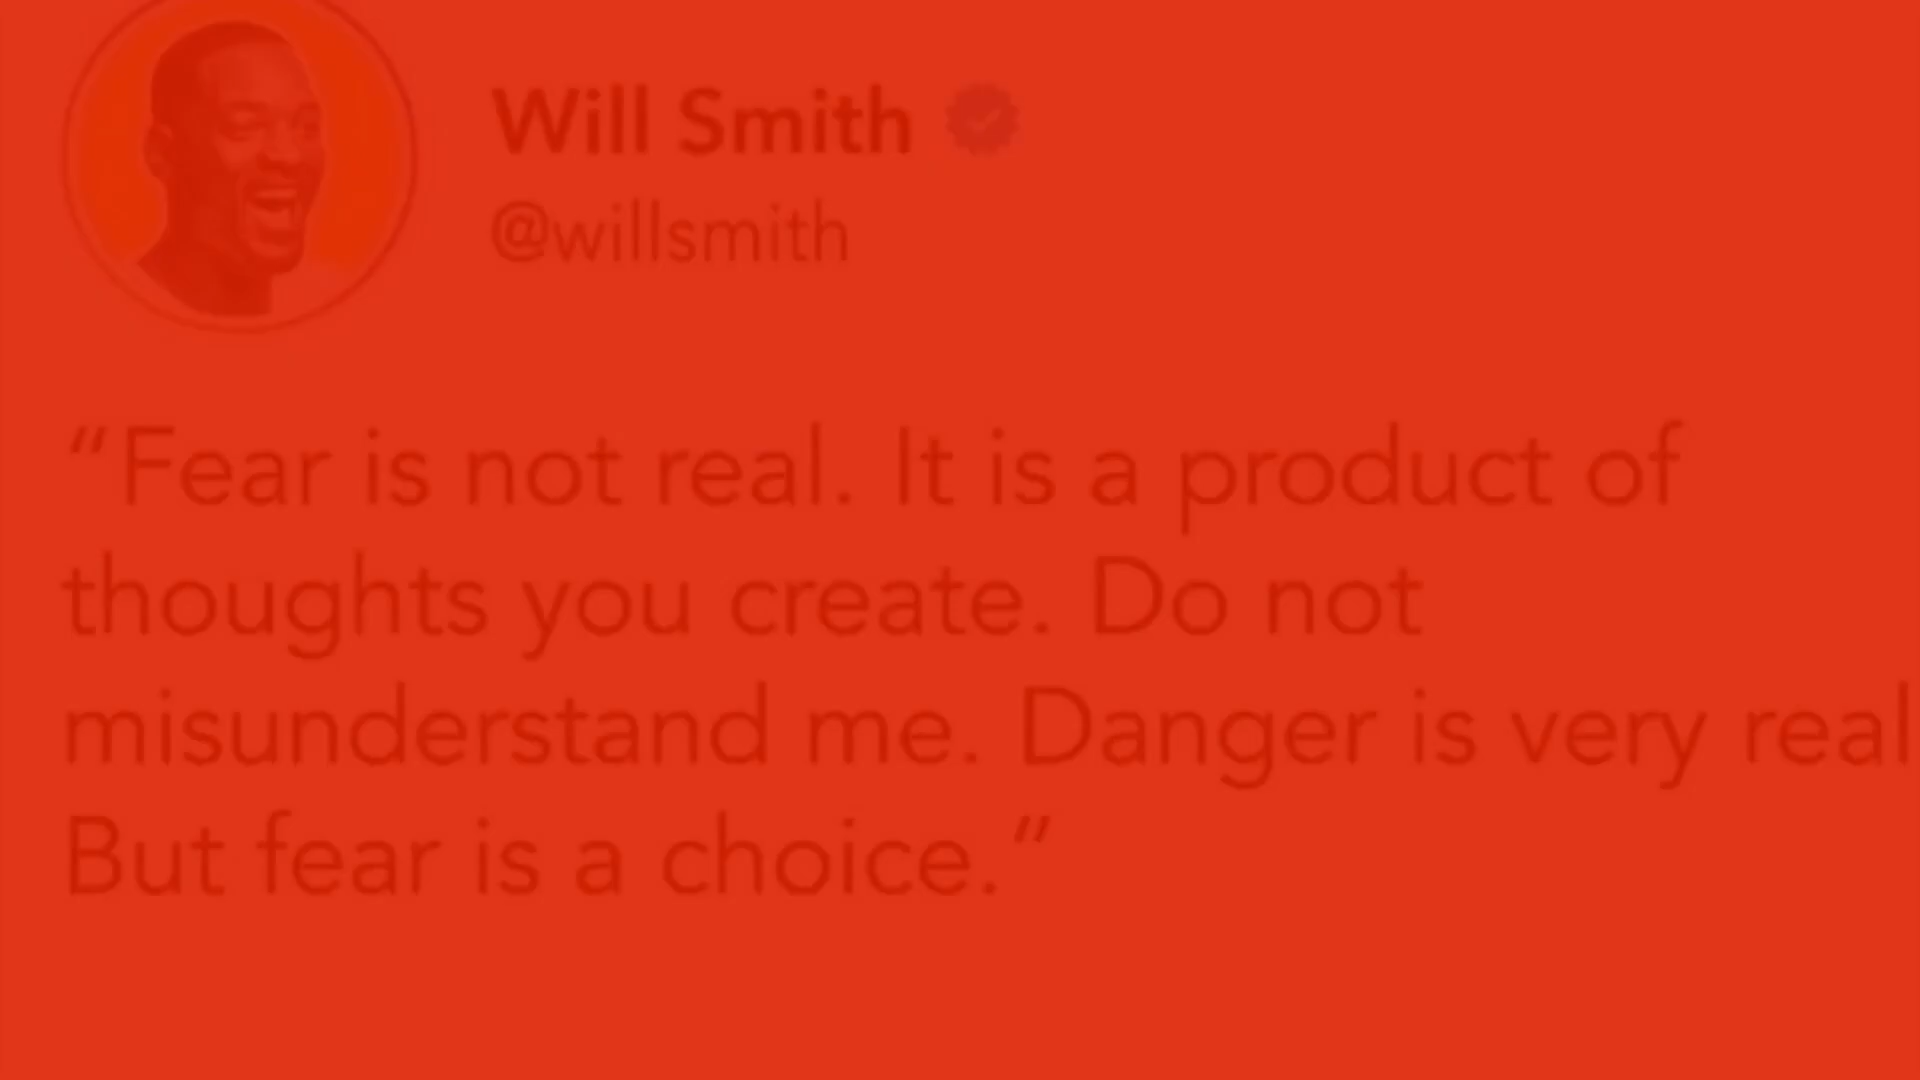 Will Smith
@willsmith
“Fear is not real. It is a product of
thoughts you create. Do not
misunderstand me. Danger is very real
But fear is a choice.”